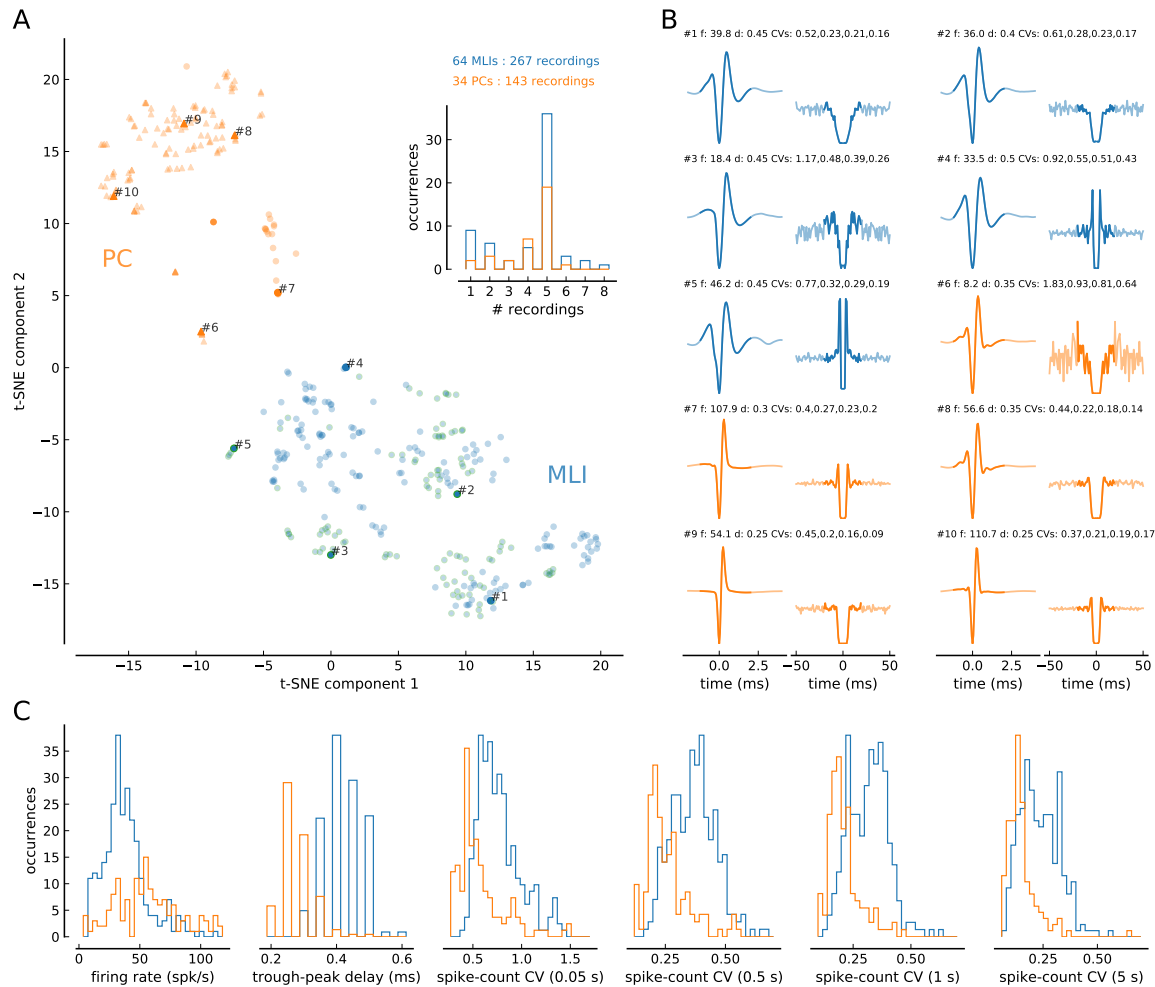 A
64 MLIs : 267 recordings
34 PCs : 143 recordings
20
15
10
5
0
−5
−10
−15
t-SNE component 2
−15
−10
−5
0
5
10
15
20
t-SNE component 1
#9
#8
#10
PC
#7
#6
#4
#5
MLI
#2
#3
#1
30
20
10
0
occurrences
1 2 3 4 5 6 7 8
# recordings
B
#1 f: 39.8 d: 0.45 CVs: 0.52,0.23,0.21,0.16
#2 f: 36.0 d: 0.4 CVs: 0.61,0.28,0.23,0.17
#3 f: 18.4 d: 0.45 CVs: 1.17,0.48,0.39,0.26
#4 f: 33.5 d: 0.5 CVs: 0.92,0.55,0.51,0.43
#5 f: 46.2 d: 0.45 CVs: 0.77,0.32,0.29,0.19
#6 f: 8.2 d: 0.35 CVs: 1.83,0.93,0.81,0.64
#7 f: 107.9 d: 0.3 CVs: 0.4,0.27,0.23,0.2
#8 f: 56.6 d: 0.35 CVs: 0.44,0.22,0.18,0.14
#9 f: 54.1 d: 0.25 CVs: 0.45,0.2,0.16,0.09
#10 f: 110.7 d: 0.25 CVs: 0.37,0.21,0.19,0.17
0.0 2.5
−50 0 50
0.0 2.5
−50 0 50
time (ms)
time (ms)
time (ms)
time (ms)
C
35
30
25
20
15
10
5
0
occurrences
0 50 100
firing rate (spk/s)
0.2 0.4 0.6
trough-peak delay (ms)
0.5 1.0 1.5
spike-count CV (0.05 s)
0.25 0.50
spike-count CV (0.5 s)
0.25 0.50
spike-count CV (1 s)
0.25 0.50
spike-count CV (5 s)